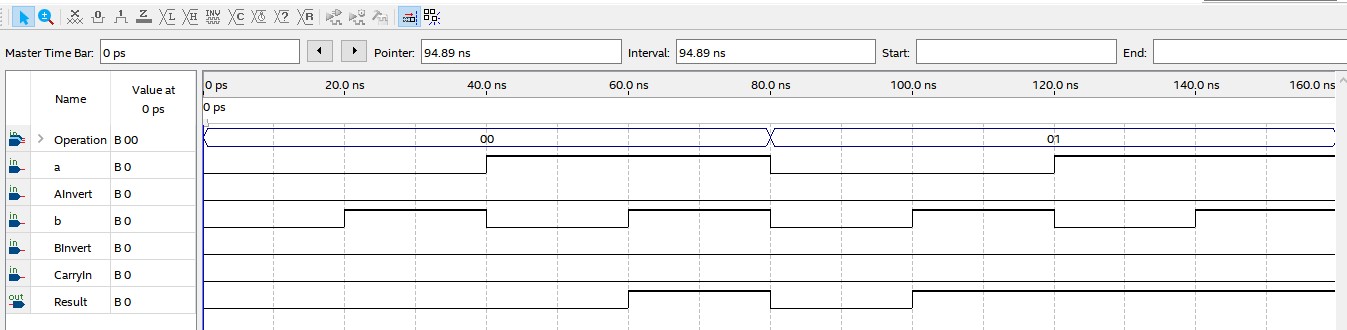 0 1 Z L H INV C ? R
Master Time Bar: 0 ps Pointer: 94.89 ns Interval: 94.89 ns Start: End:
Name Value at 0 ps
0 ps 20.0 ns 40.0 ns 60.0 ns 80.0 ns 100.0 ns 120.0 ns 140.0 ns 160.0 ns
0 ps
in Operation B 00 00 01
in a B 0
in AInvert B 0
in b B 0
in BInvert B 0
in CarryIn B 0
out Result B 0